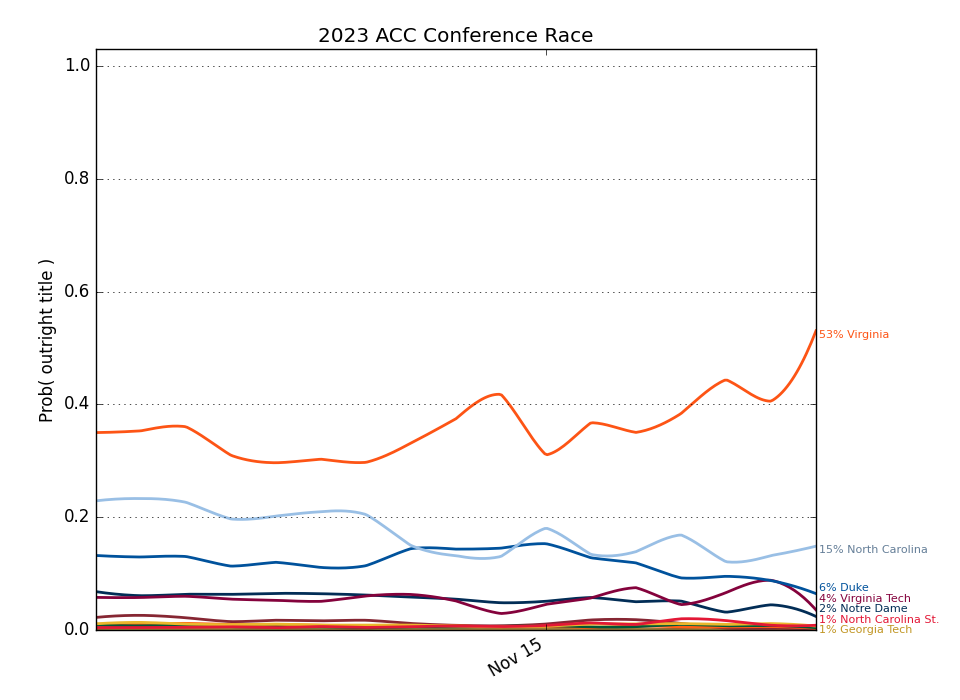 2023 ACC Conference Race
Prob( outright title )
1.0
0.8
0.6
0.4
0.2
0.0
Nov 15
53% Virginia
15% North Carolina
6% Duke
4% Virginia Tech
2% Notre Dame
1% North Carolina St.
1% Georgia Tech